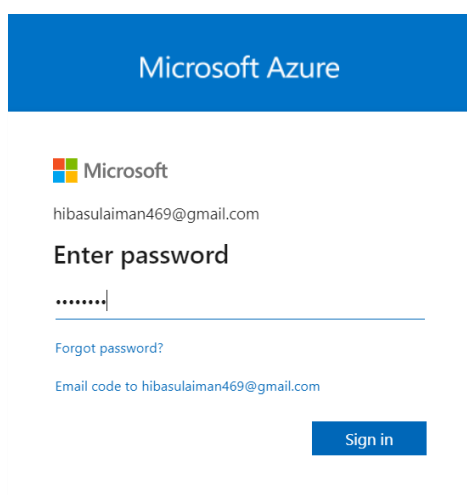 Microsoft Azure
Microsoft
hibasulaiman469@gmail.com
Enter password
••••••••
Forgot password?
Email code to hibasulaiman469@gmail.com
Sign in